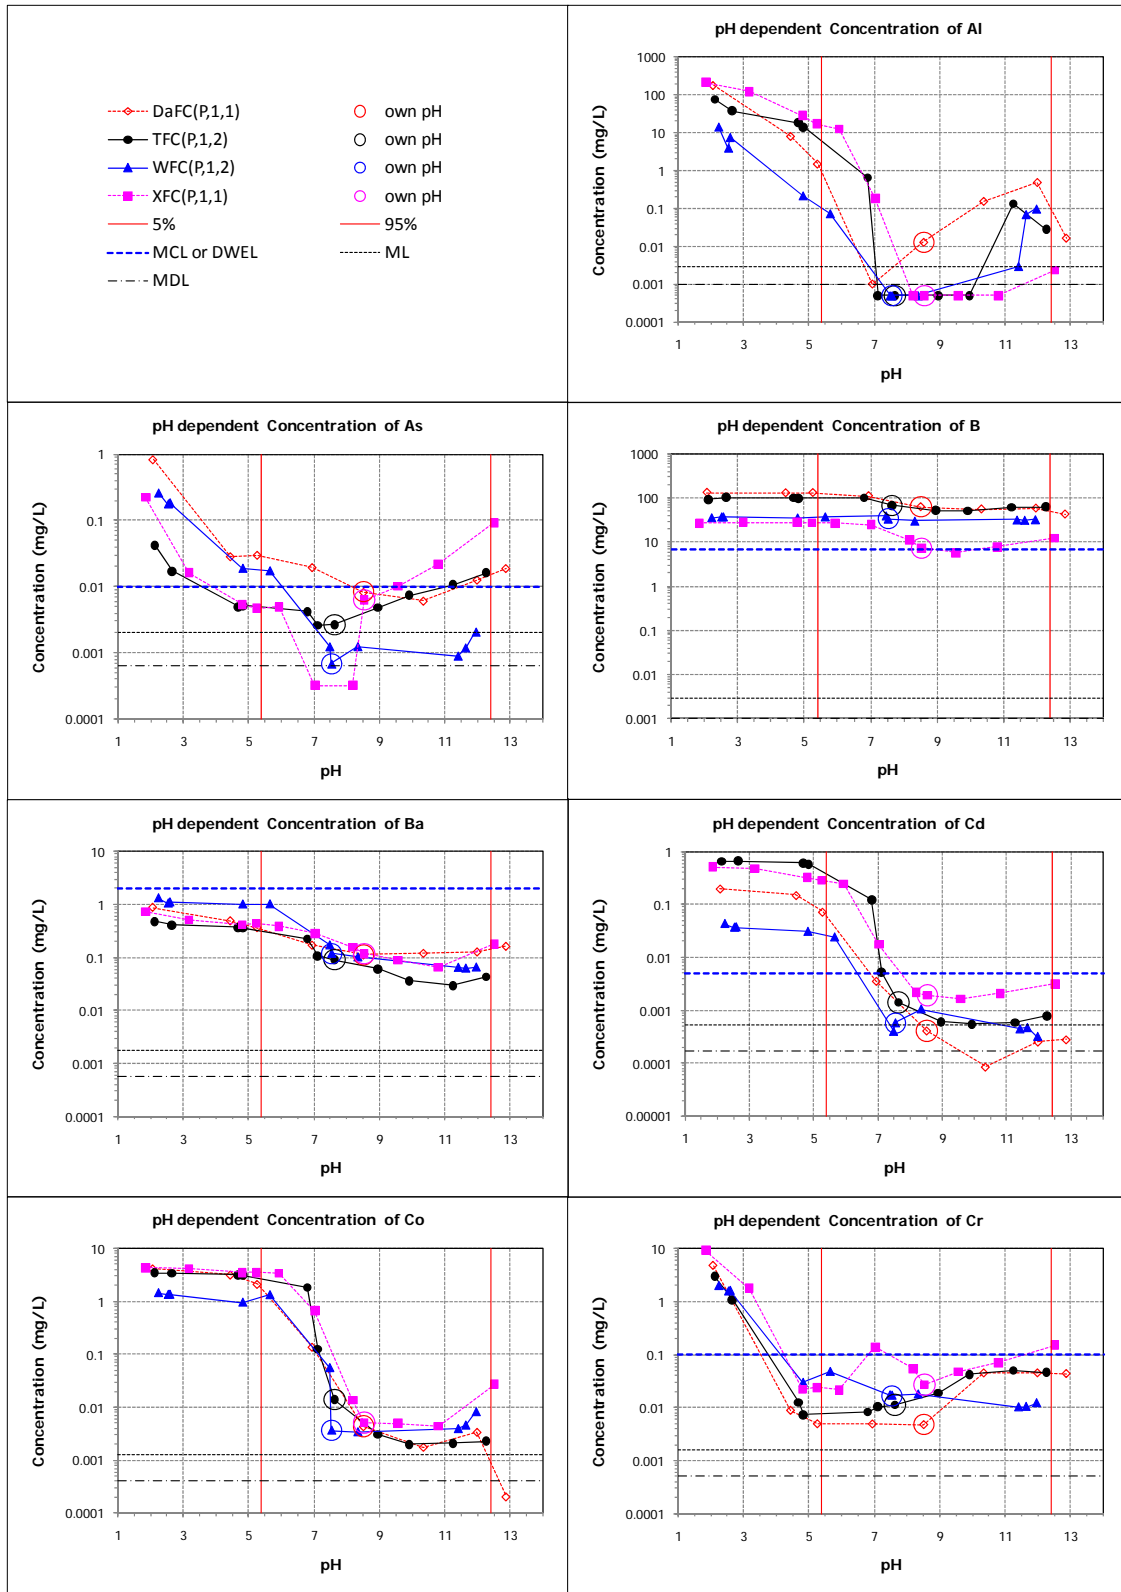 DaFC(P,1,1) own pH
TFC(P,1,2) own pH
WFC(P,1,2) own pH
XFC(P,1,1) own pH
5% 95%
MCL or DWEL ML
MDL
pH dependent Concentration of Al
Concentration (mg/L)
1000
100
10
1
0.1
0.01
0.001
0.0001
1 3 5 7 9 11 13
pH
pH dependent Concentration of As
Concentration (mg/L)
1
0.1
0.01
0.001
0.0001
1 3 5 7 9 11 13
pH
pH dependent Concentration of B
Concentration (mg/L)
1000
100
10
1
0.1
0.01
0.001
1 3 5 7 9 11 13
pH
pH dependent Concentration of Ba
Concentration (mg/L)
10
1
0.1
0.01
0.001
0.0001
1 3 5 7 9 11 13
pH
pH dependent Concentration of Cd
Concentration (mg/L)
1
0.1
0.01
0.001
0.0001
0.00001
1 3 5 7 9 11 13
pH
pH dependent Concentration of Co
Concentration (mg/L)
10
1
0.1
0.01
0.001
0.0001
1 3 5 7 9 11 13
pH
pH dependent Concentration of Cr
Concentration (mg/L)
10
1
0.1
0.01
0.001
0.0001
1 3 5 7 9 11 13
pH